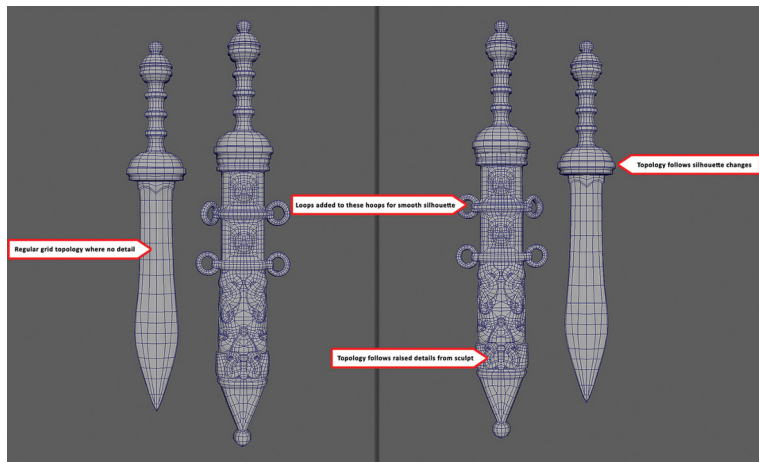 Topology follows silhouette changes
Loops added to these hoops for smooth silhouette
Regular grid topology where no detail
Topology follows raised details from sculpt